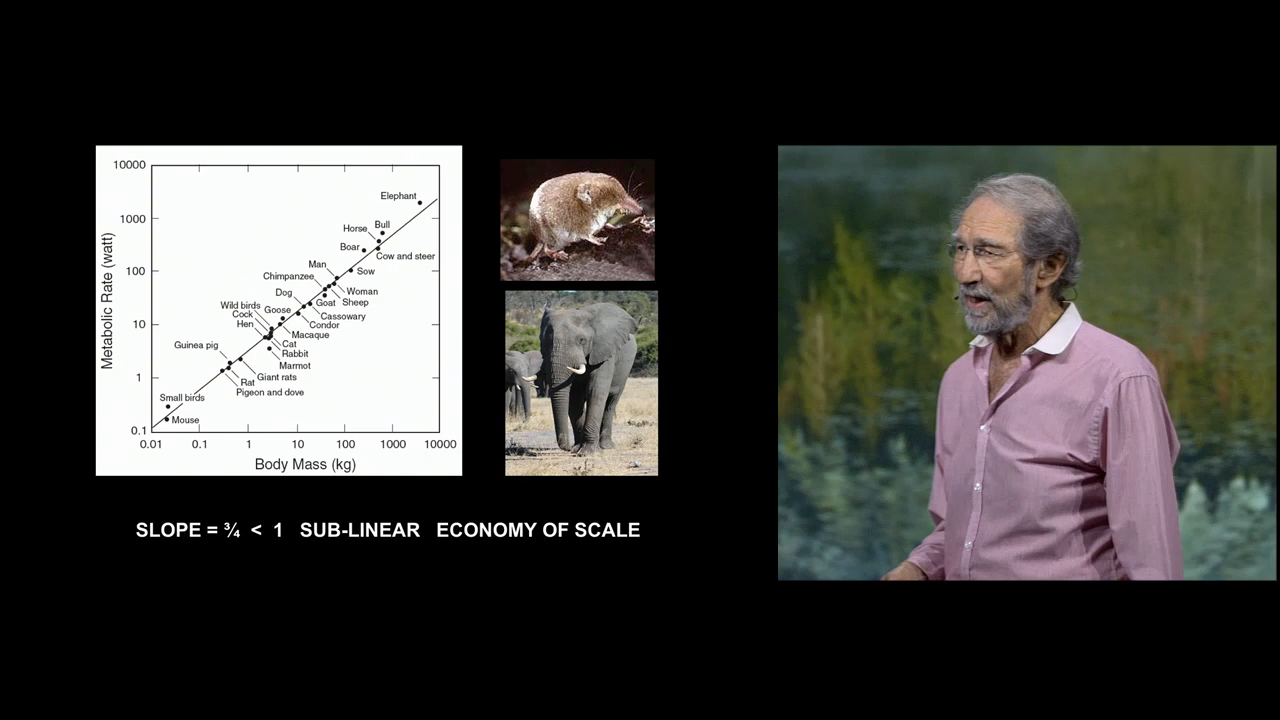 10000
1000
100
10
1
0.1
Metabolic Rate (watt)
Elephant
Horse
Bull
Boar
Cow and steer
Man
Sow
Chimpanzee
Woman
Dog
Goat
Sheep
Wild birds
Goose
Cassowary
Cock
Condor
Hen
Macaque
Cat
Guinea pig
Rabbit
Marmot
Giant rats
Rat
Pigeon and dove
Small birds
Mouse
0.01 0.1 1 10 100 1000 10000
Body Mass (kg)
SLOPE = ¾ < 1 SUB-LINEAR ECONOMY OF SCALE